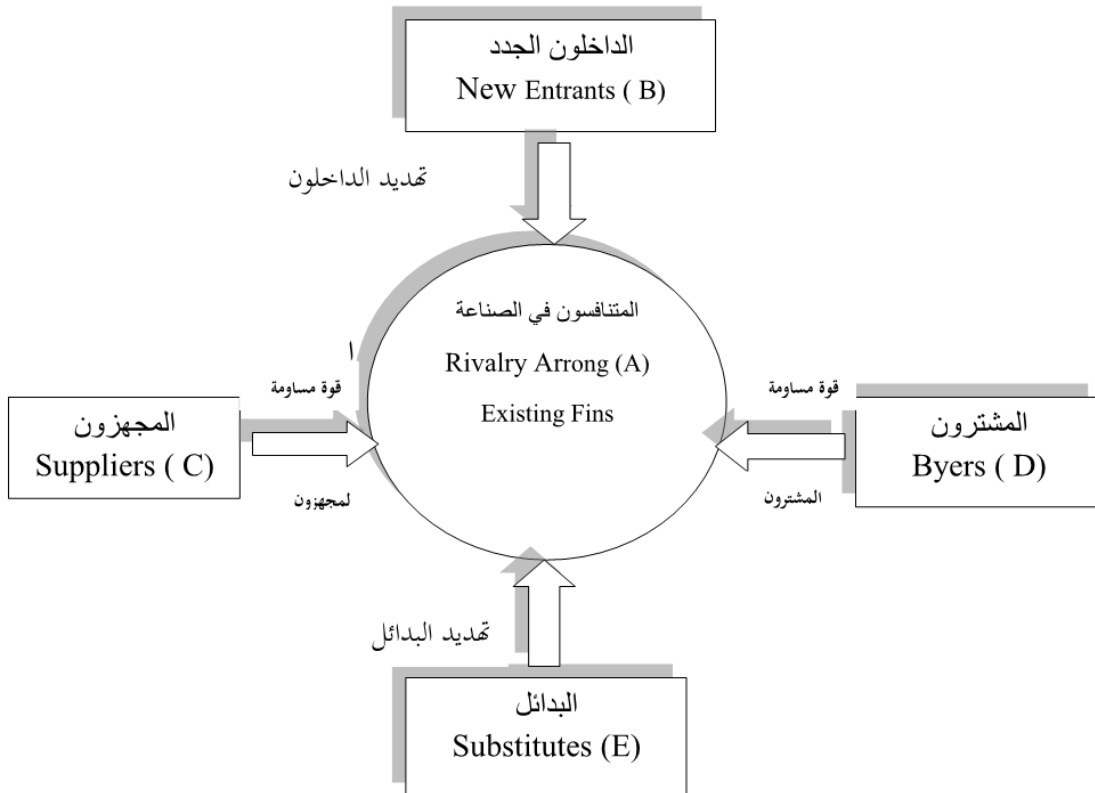 الداخلون الجدد
New Entrants ( B)
تهديد الداخلون
المتنافسون في الصناعة
Rivalry Arrong (A)
Existing Fins
ا
قوة مساومة
المجهزون
Suppliers ( C)
لمجهزون
قوة مساومة
المشترون
Byers ( D)
المشترون
تهديد البدائل
البدائل
Substitutes (E)